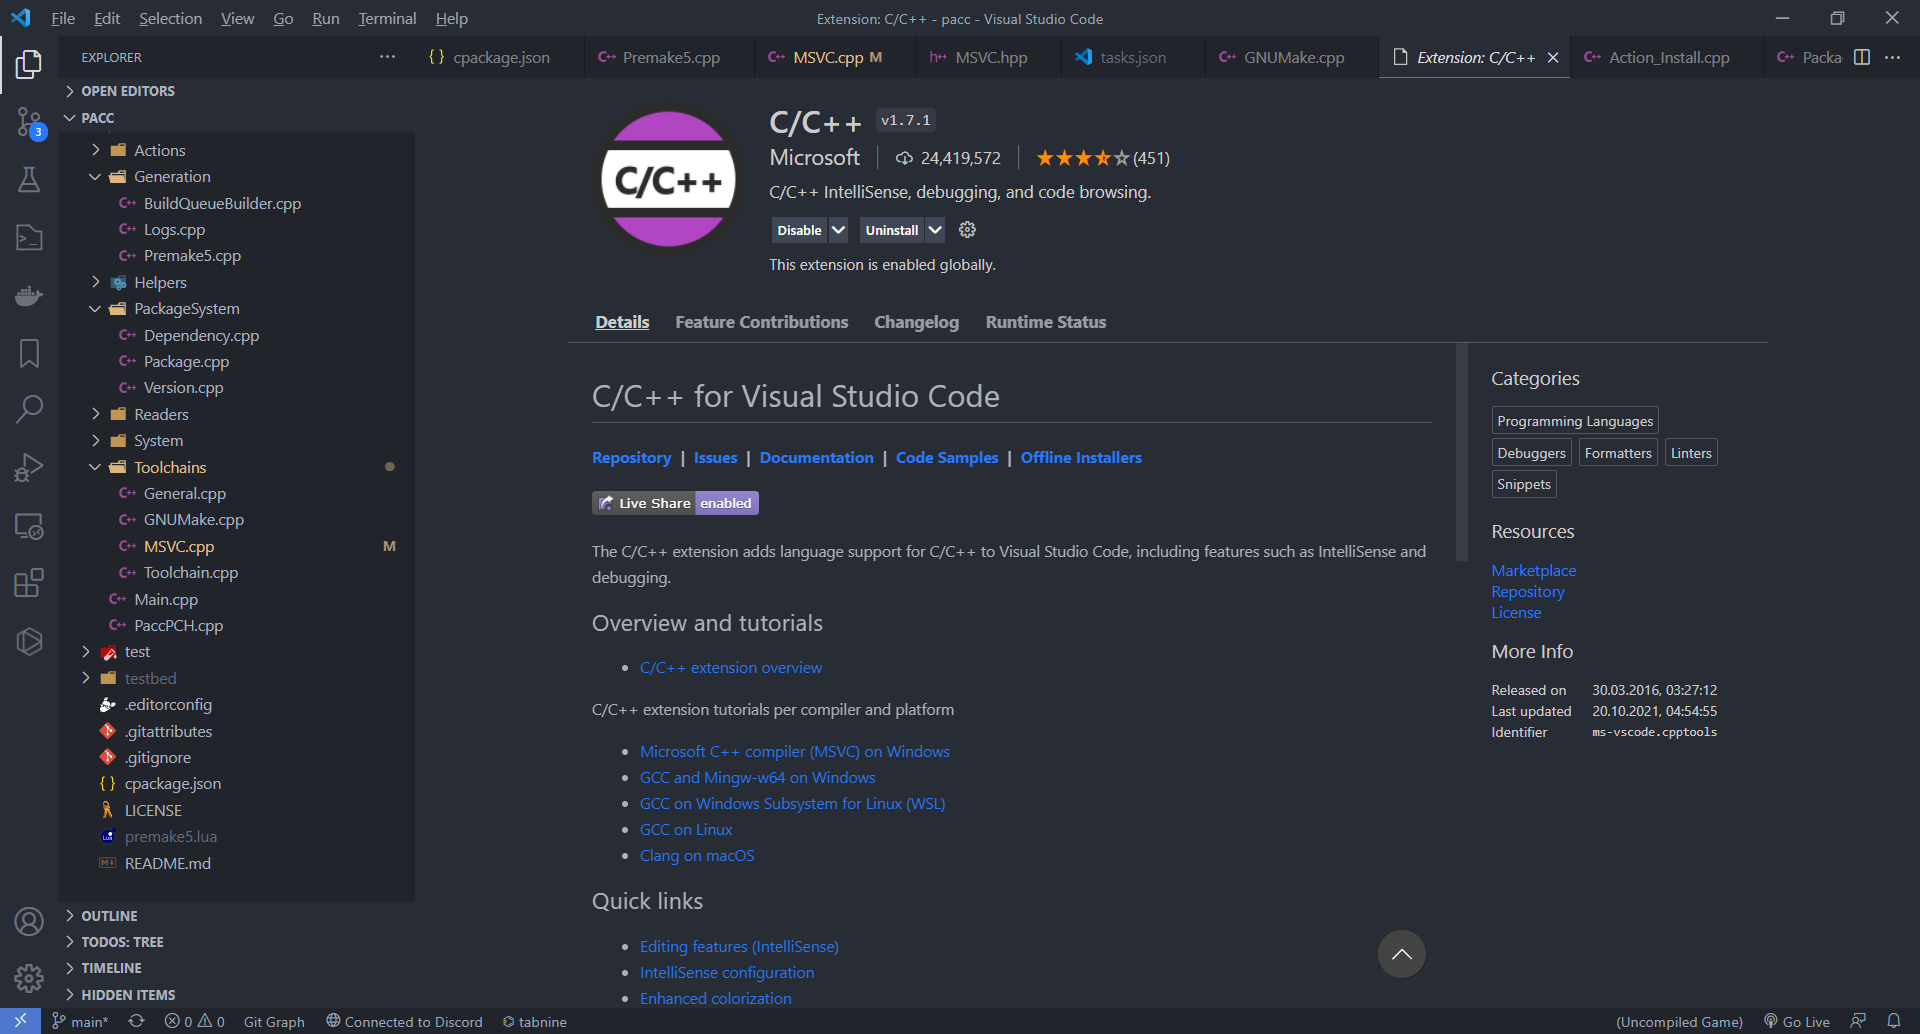 File Edit Selection View Go Run Terminal Help
Extension: C/C++ - pacc - Visual Studio Code
EXPLORER
cpackage.json
Premake5.cpp
MSVC.cpp M
MSVC.hpp
tasks.json
GNUMake.cpp
Extension: C/C++
Action_Install.cpp
Packa
OPEN EDITORS
PACC
3
Actions
Generation
BuildQueueBuilder.cpp
Logs.cpp
Premake5.cpp
Helpers
PackageSystem
Dependency.cpp
Package.cpp
Version.cpp
Readers
System
Toolchains
General.cpp
GNUMake.cpp
MSVC.cpp M
Toolchain.cpp
Main.cpp
PaccPCH.cpp
test
testbed
.editorconfig
.gitattributes
.gitignore
cpackage.json
LICENSE
premake5.lua
README.md
OUTLINE
TODOS: TREE
TIMELINE
HIDDEN ITEMS
C/C++
C/C++ v1.7.1
Microsoft 24,419,572 (451)
C/C++ IntelliSense, debugging, and code browsing.
Disable Uninstall
This extension is enabled globally.
Details Feature Contributions Changelog Runtime Status
C/C++ for Visual Studio Code
Repository | Issues | Documentation | Code Samples | Offline Installers
Live Share enabled
The C/C++ extension adds language support for C/C++ to Visual Studio Code, including features such as IntelliSense and
debugging.
Overview and tutorials
• C/C++ extension overview
C/C++ extension tutorials per compiler and platform
• Microsoft C++ compiler (MSVC) on Windows
• GCC and Mingw-w64 on Windows
• GCC on Windows Subsystem for Linux (WSL)
• GCC on Linux
• Clang on macOS
Quick links
• Editing features (IntelliSense)
• IntelliSense configuration
• Enhanced colorization
Categories
Programming Languages
Debuggers Formatters Linters
Snippets
Resources
Marketplace
Repository
License
More Info
Released on 30.03.2016, 03:27:12
Last updated 20.10.2021, 04:54:55
Identifier ms-vscode.cpptools
main* 0 0 Git Graph Connected to Discord tabnine (Uncompiled Game) Go Live